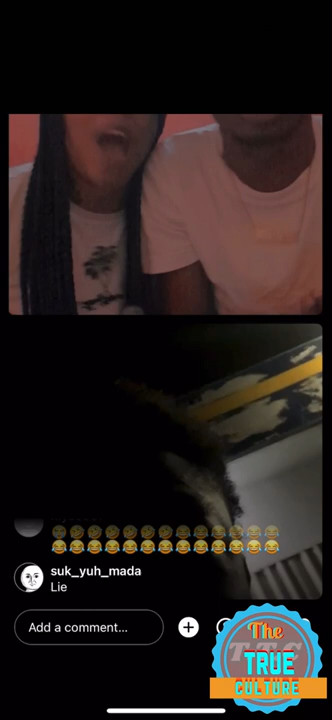 🤣🤣🤣🤣🤣🤣🤣😂😂😂😂😂😂
😂😂😂😂😂😂😂😂😂😂😂😂😂
suk_yuh_mada
Lie
Add a comment...
The
TRUE
CULTURE